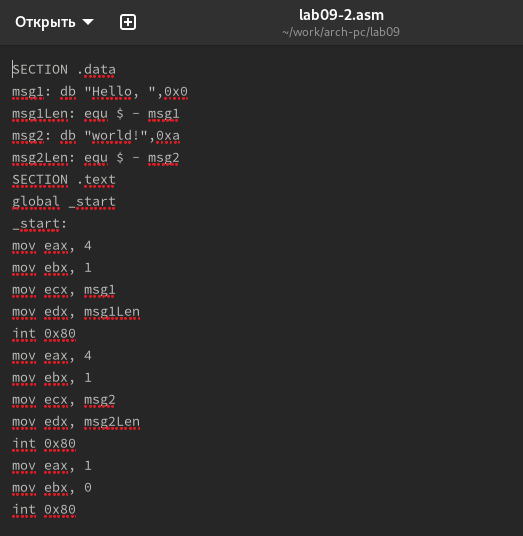 Открыть
lab09-2.asm
~/work/arch-pc/lab09
SECTION .data
msg1: db "Hello, ",0x0
msg1Len: equ $ - msg1
msg2: db "world!",0xa
msg2Len: equ $ - msg2
SECTION .text
global _start
_start:
mov eax, 4
mov ebx, 1
mov ecx, msg1
mov edx, msg1Len
int 0x80
mov eax, 4
mov ebx, 1
mov ecx, msg2
mov edx, msg2Len
int 0x80
mov eax, 1
mov ebx, 0
int 0x80